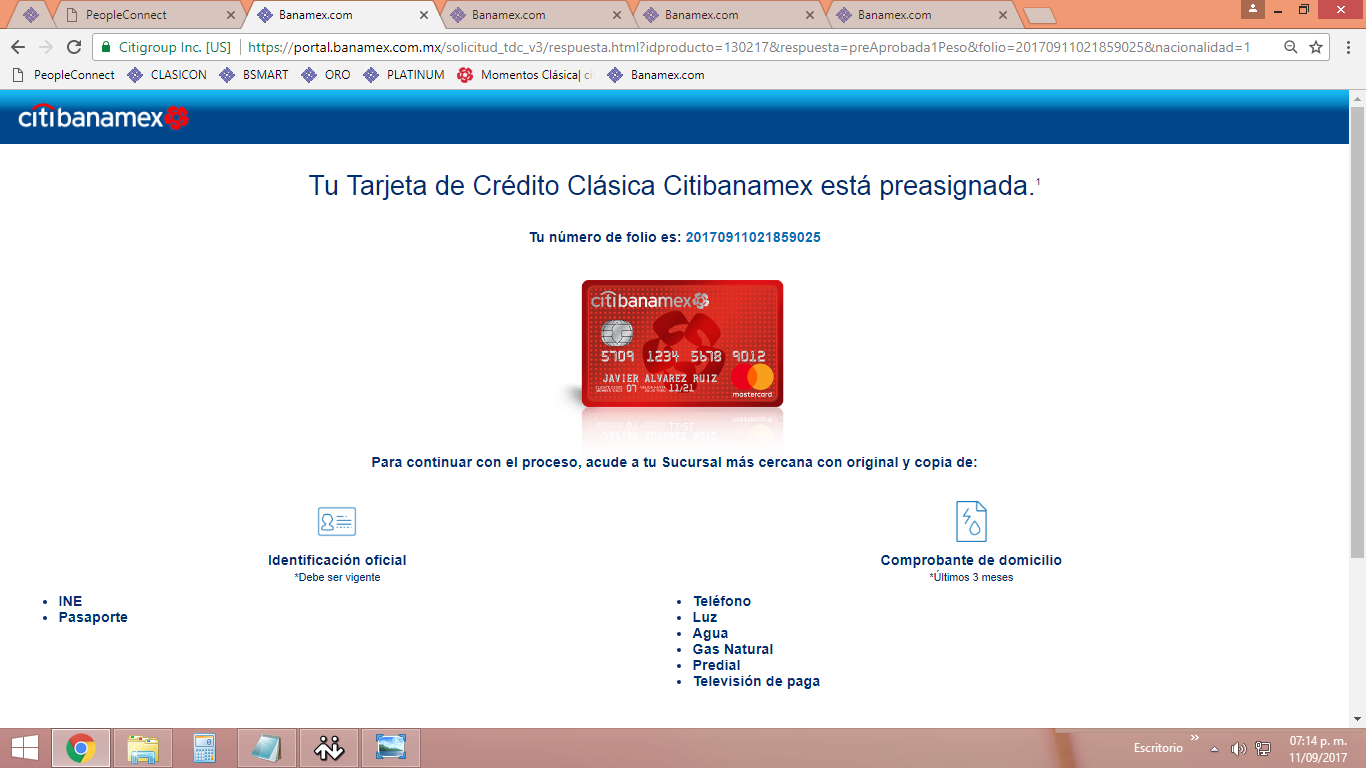 PeopleConnect
Banamex.com
Banamex.com
Banamex.com
Banamex.com
Citigroup Inc. [US] https://portal.banamex.com.mx/solicitud_tdc_v3/respuesta.html?idproducto=130217&respuesta=preAprobada1Peso&folio=20170911021859025&nacionalidad=1
PeopleConnect CLASICON BSMART ORO PLATINUM Momentos Clásica| ci Banamex.com
citibanamex
Tu Tarjeta de Crédito Clásica Citibanamex está preasignada.1
Tu número de folio es: 20170911021859025
citibanamex
5709 1234 5678 9012
JAVIER ALVAREZ RUIZ
07 11/21
mastercard
Para continuar con el proceso, acude a tu Sucursal más cercana con original y copia de:
Identificación oficial
*Debe ser vigente
• INE
• Pasaporte
Comprobante de domicilio
*Últimos 3 meses
• Teléfono
• Luz
• Agua
• Gas Natural
• Predial
• Televisión de paga
Escritorio
07:14 p. m.
11/09/2017